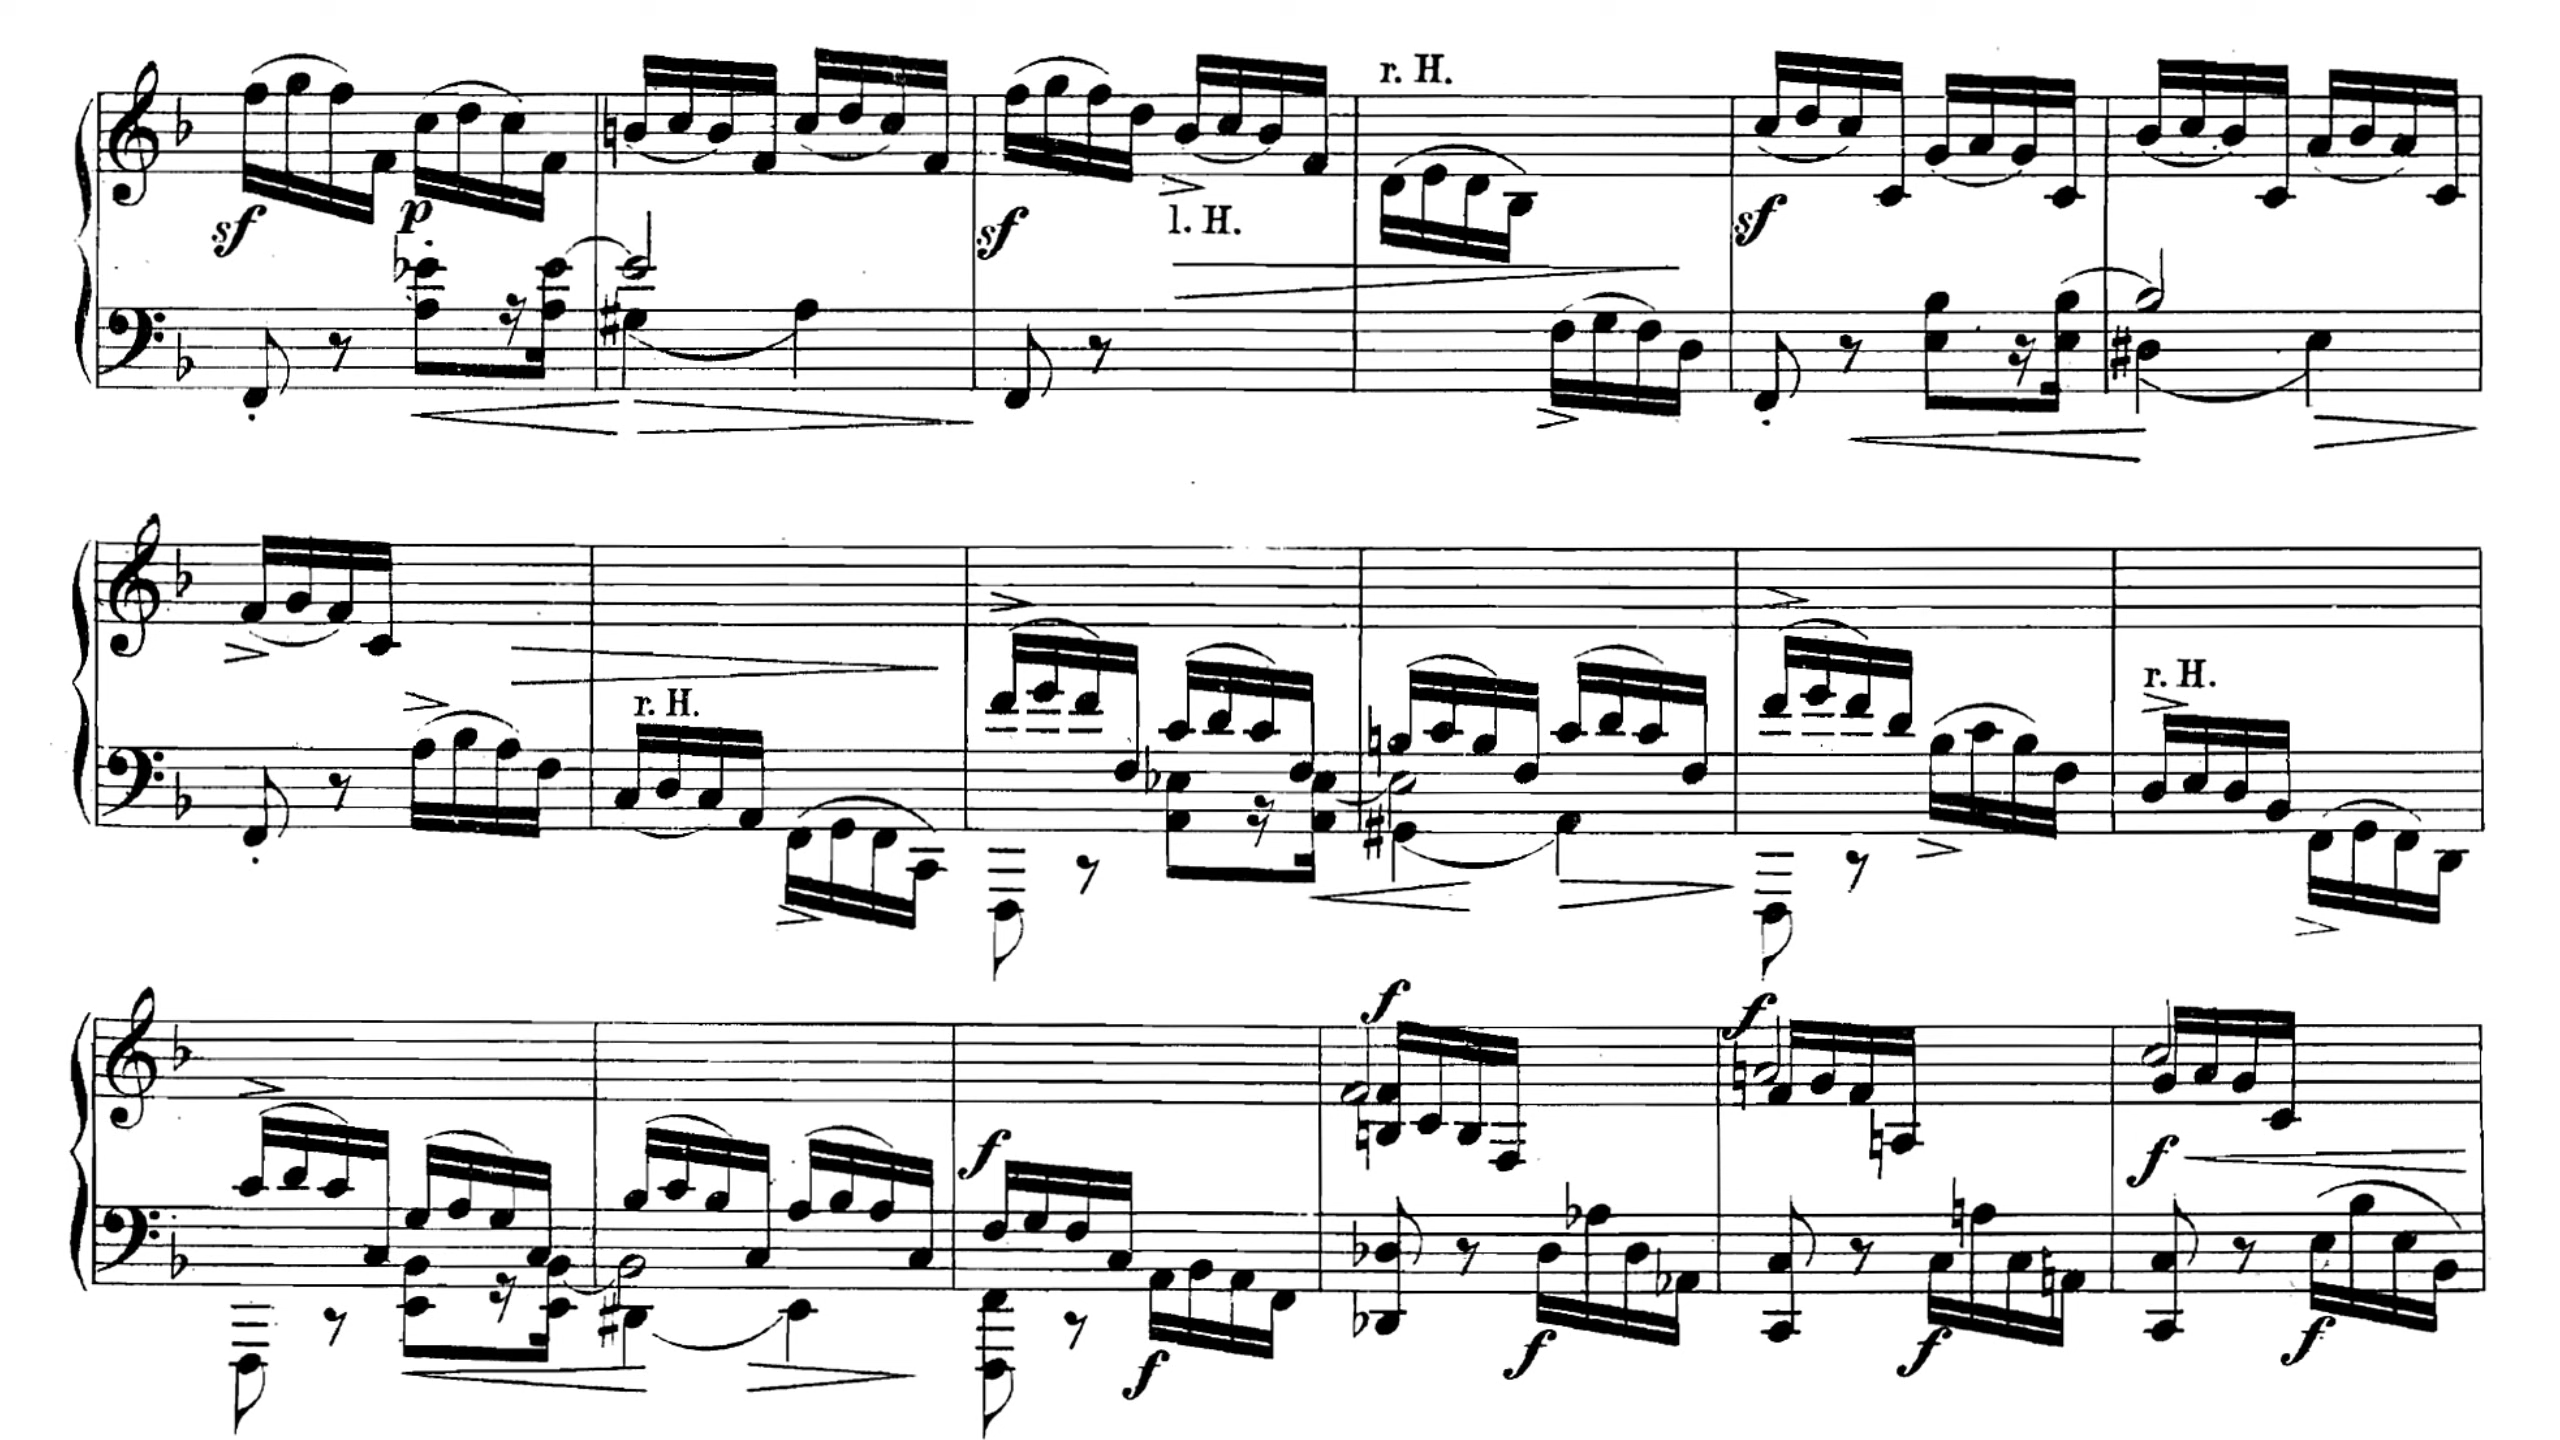 r. H.
sf p sf l. H. sf
r. H. r. H.
f f
f f
f f f f